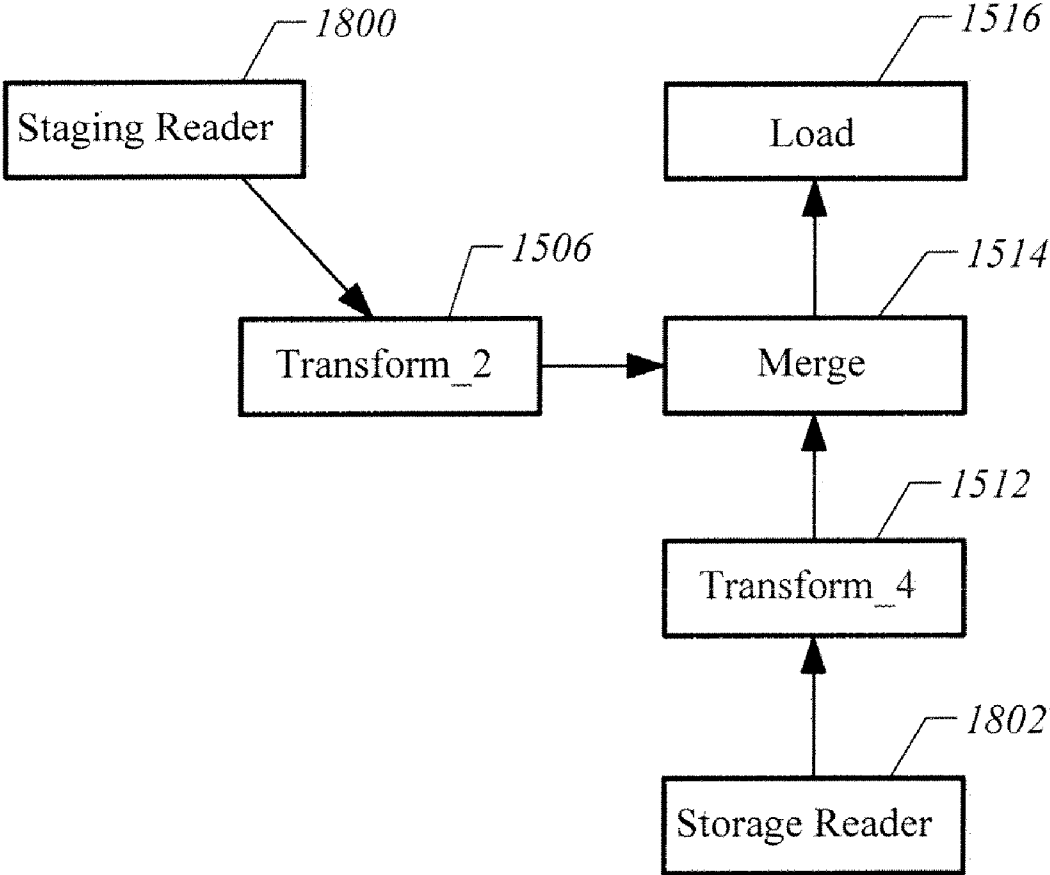 1800
1516
Staging Reader
Load
1506
1514
Transform_2
Merge
1512
Transform_4
1802
Storage Reader